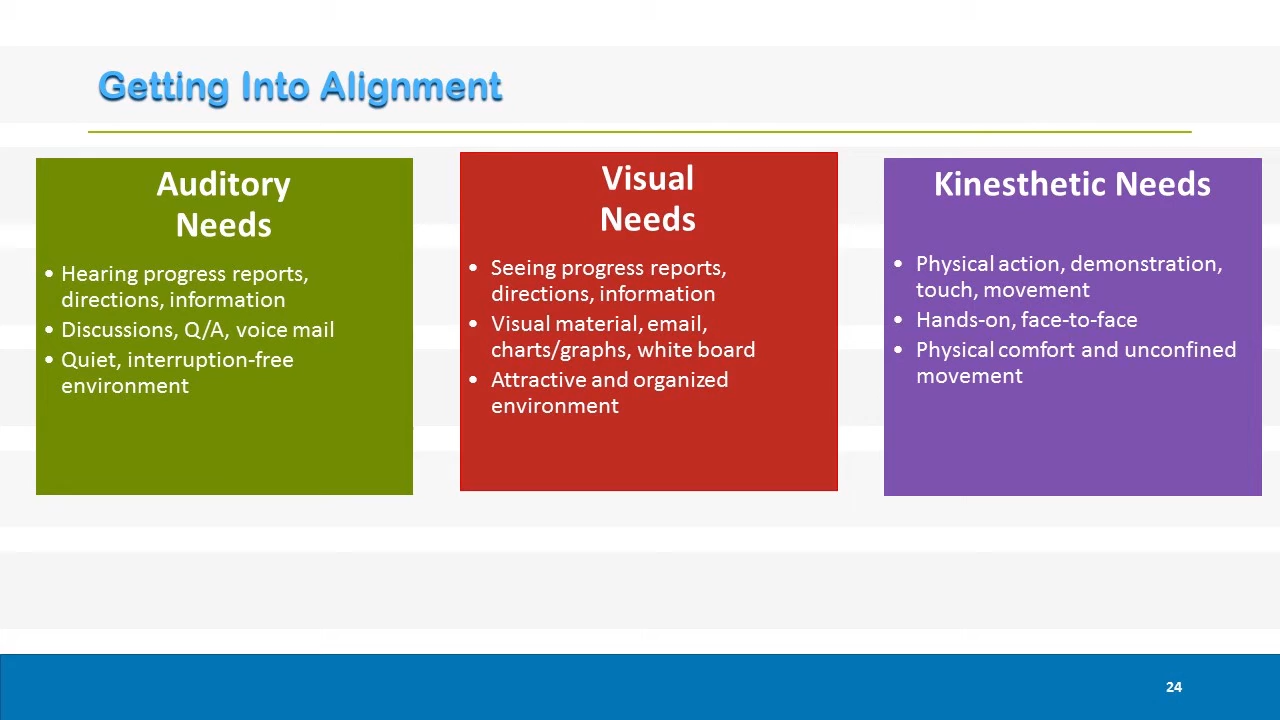 Getting Into Alignment
Auditory
Needs
• Hearing progress reports,
directions, information
• Discussions, Q/A, voice mail
• Quiet, interruption-free
environment
Visual
Needs
• Seeing progress reports,
directions, information
• Visual material, email,
charts/graphs, white board
• Attractive and organized
environment
Kinesthetic Needs
• Physical action, demonstration,
touch, movement
• Hands-on, face-to-face
• Physical comfort and unconfined
movement
24